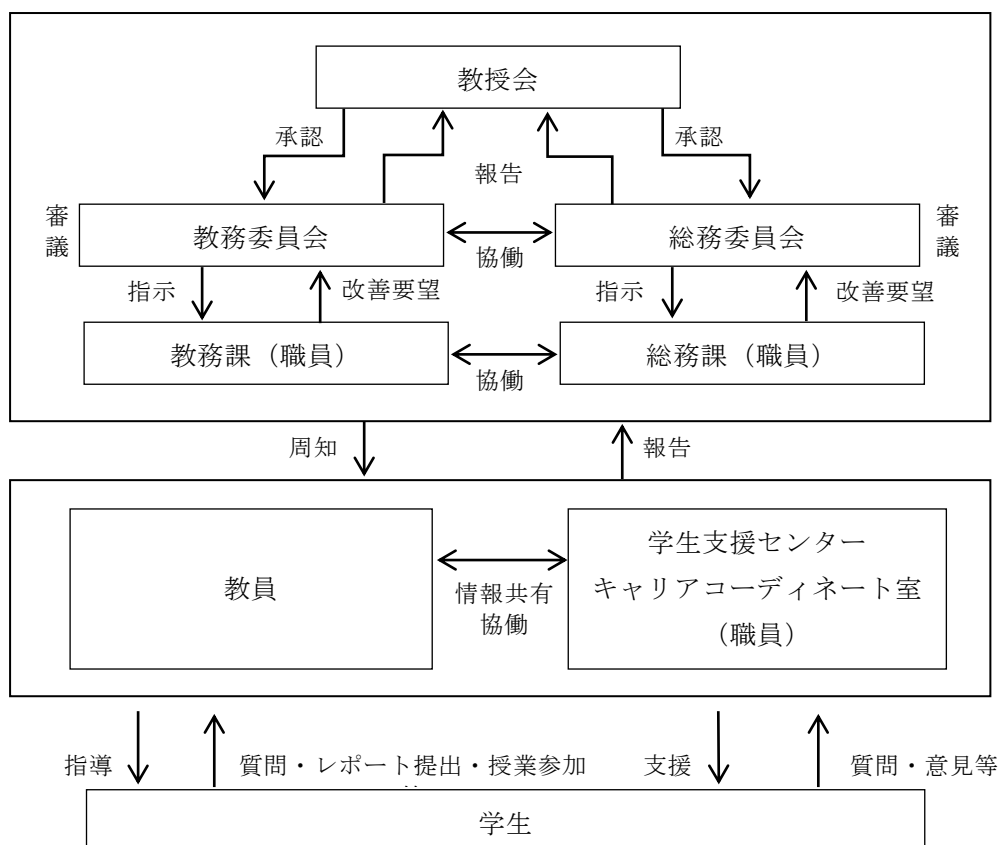 教授会
承認
承認
報告
審議
教務委員会
協働
総務委員会
審議
指示
改善要望
指示
改善要望
教務課(職員)
協働
総務課(職員)
周知
報告
教員
情報共有
協働
学生支援センター
キャリアコーディネート室
(職員)
指導
質問・レポート提出・授業参加
支援
質問・意見等
学生